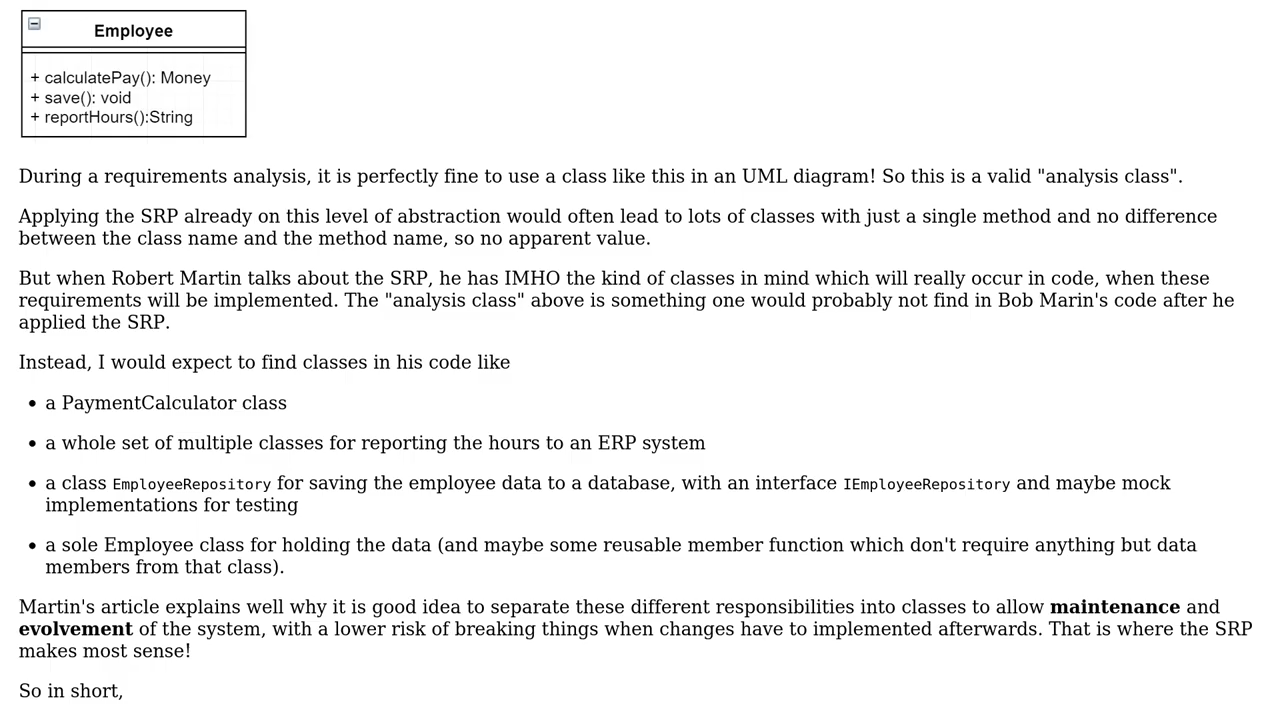 Employee
+ calculatePay(): Money
+ save(): void
+ reportHours():String
During a requirements analysis, it is perfectly fine to use a class like this in an UML diagram! So this is a valid "analysis class".
Applying the SRP already on this level of abstraction would often lead to lots of classes with just a single method and no difference
between the class name and the method name, so no apparent value.
But when Robert Martin talks about the SRP, he has IMHO the kind of classes in mind which will really occur in code, when these
requirements will be implemented. The "analysis class" above is something one would probably not find in Bob Marin's code after he
applied the SRP.
Instead, I would expect to find classes in his code like
• a PaymentCalculator class
• a whole set of multiple classes for reporting the hours to an ERP system
• a class EmployeeRepository for saving the employee data to a database, with an interface IEmployeeRepository and maybe mock
implementations for testing
• a sole Employee class for holding the data (and maybe some reusable member function which don't require anything but data
members from that class).
Martin's article explains well why it is good idea to separate these different responsibilities into classes to allow maintenance and
evolvement of the system, with a lower risk of breaking things when changes have to implemented afterwards. That is where the SRP
makes most sense!
So in short,